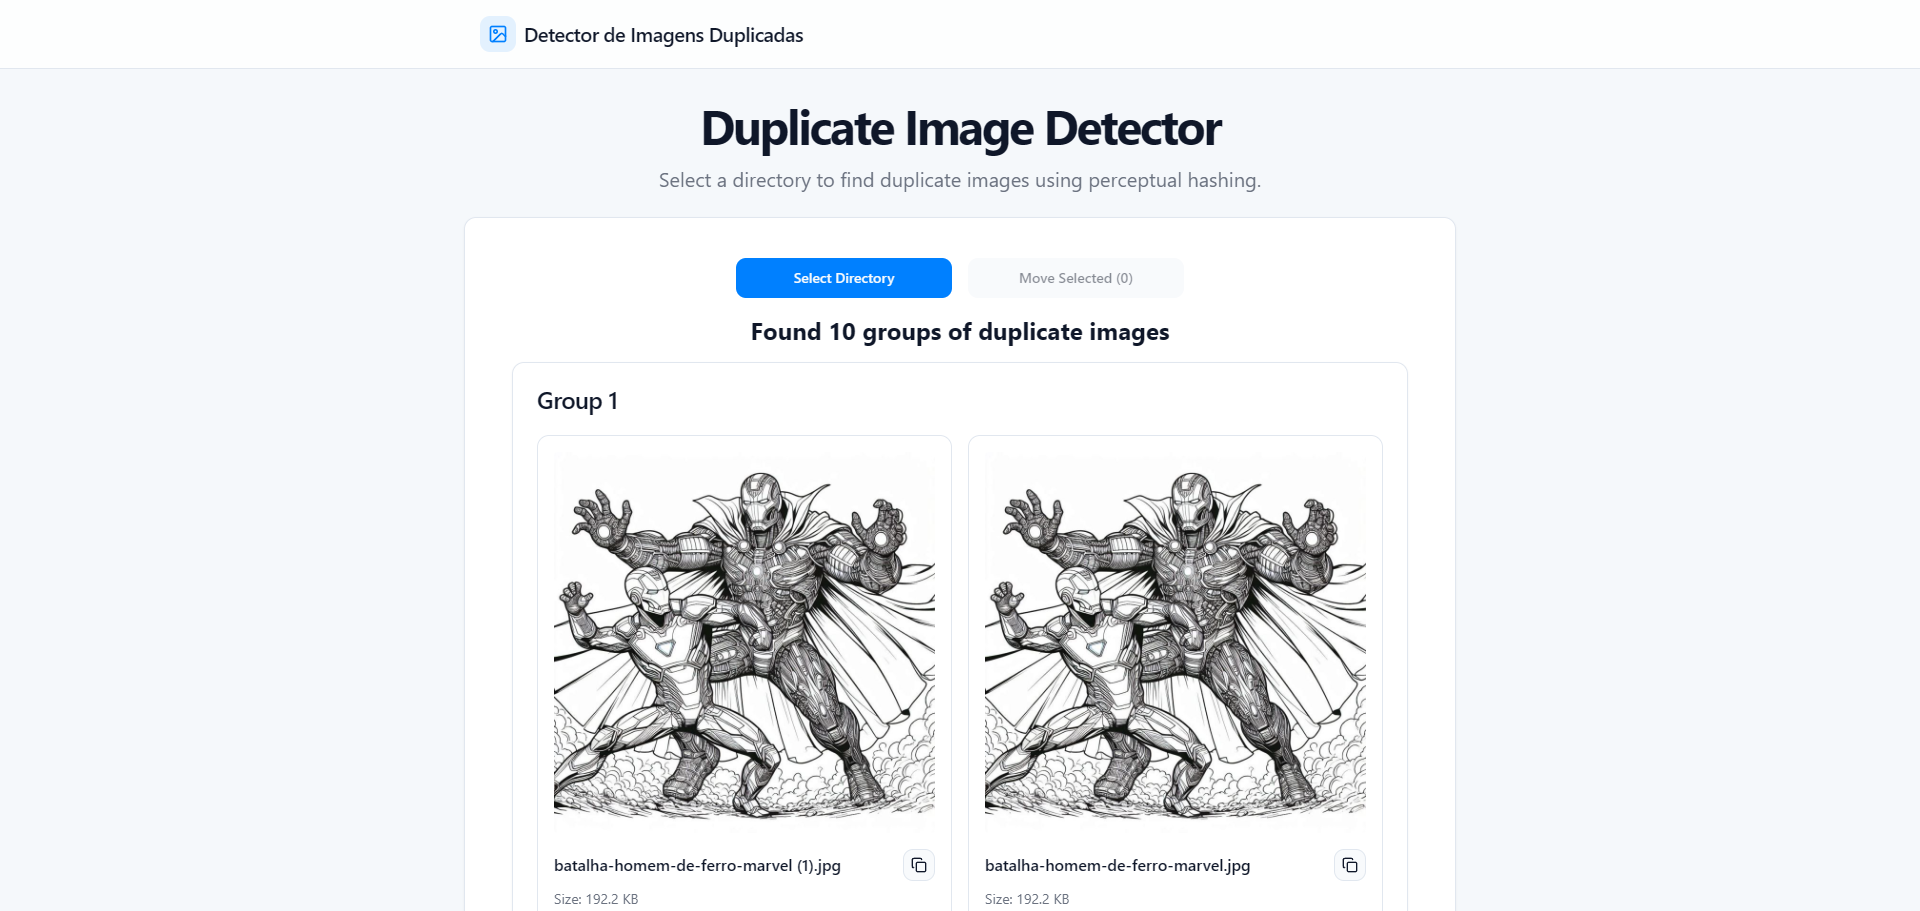 Detector de Imagens Duplicadas
Duplicate Image Detector
Select a directory to find duplicate images using perceptual hashing.
Select Directory
Move Selected (0)
Found 10 groups of duplicate images
Group 1
batalha-homem-de-ferro-marvel (1).jpg
Size: 192.2 KB
batalha-homem-de-ferro-marvel.jpg
Size: 192.2 KB